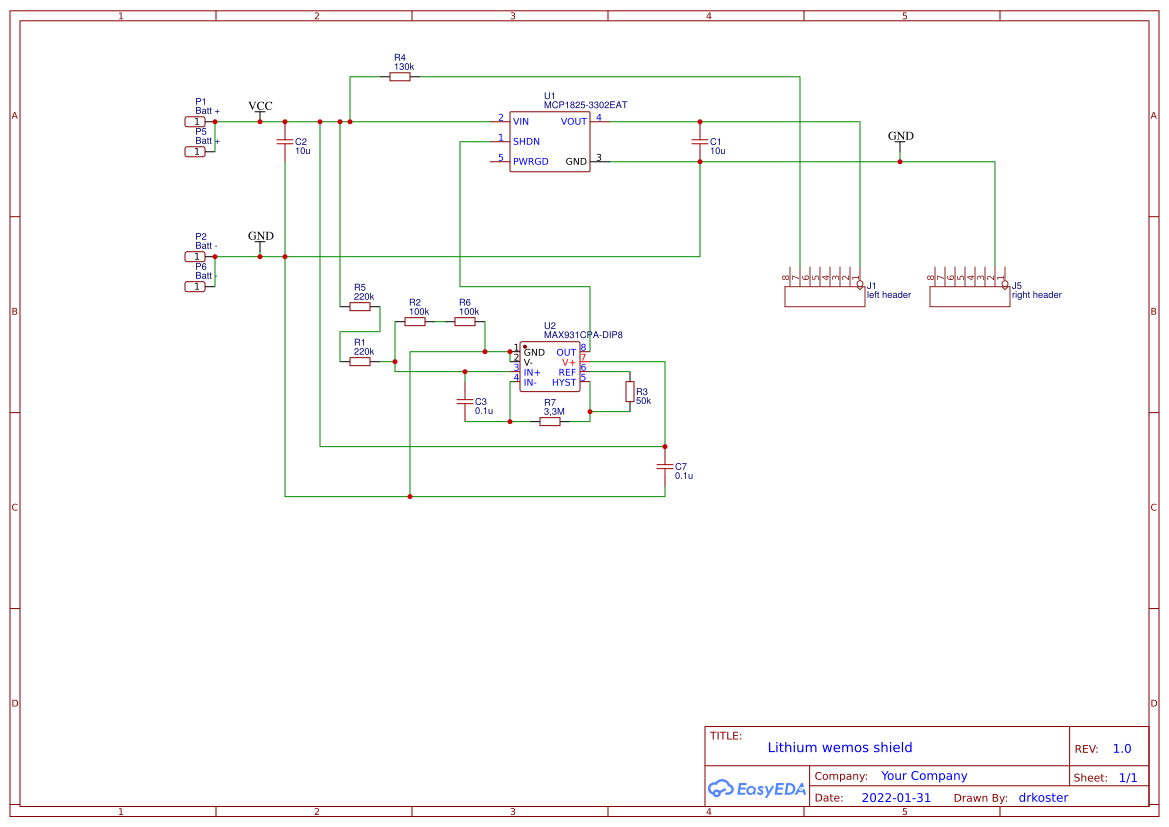 1 2 3 4 5
A A
B B
C C
D D
1 2 3 4 5
R4
130k
P1
Batt +
1
P5
Batt +
1
VCC
C2
10u
U1
MCP1825-3302EAT
2 VIN VOUT 4
1 SHDN
5 PWRGD GND 3
C1
10u
GND
P2
Batt -
1
P6
Batt -
1
GND
8 7 6 5 4 3 2 1
J1
left header
8 7 6 5 4 3 2 1
J5
right header
R5
220k
R2
100k
R6
100k
R1
220k
U2
MAX931CPA-DIP8
1 GND OUT 8
2 V- V+ 7
3 IN+ REF 6
4 IN- HYST 5
C3
0.1u
R7
3,3M
R3
50k
C7
0.1u
TITLE:
Lithium wemos shield
REV: 1.0
EasyEDA
Company: Your Company
Sheet: 1/1
Date: 2022-01-31 Drawn By: drkoster